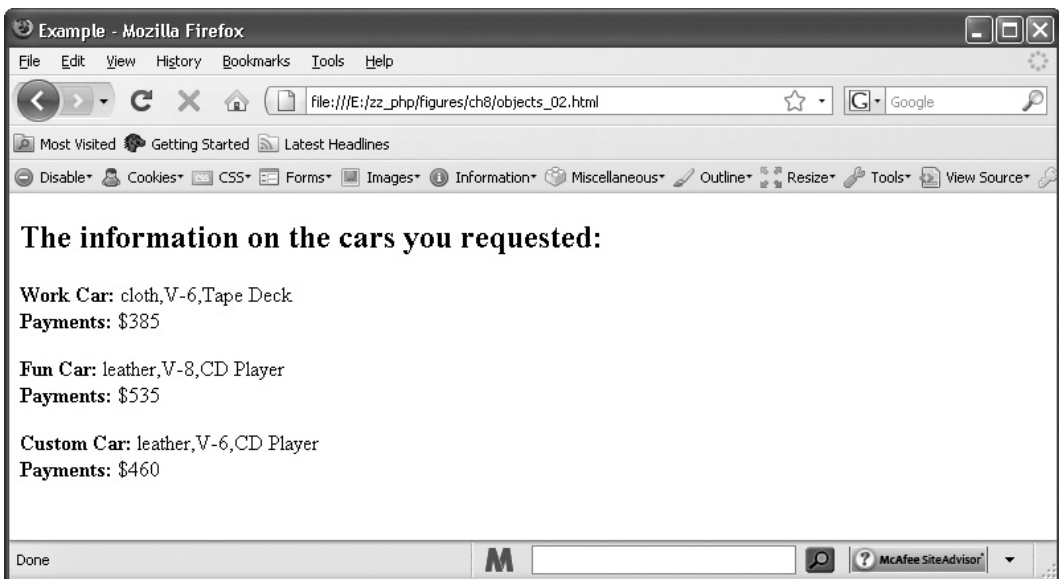 Example - Mozilla Firefox
File Edit View History Bookmarks Tools Help
file:///E:/zz_php/figures/ch8/objects_02.html
G Google
Most Visited Getting Started Latest Headlines
Disable Cookies CSS Forms Images Information Miscellaneous Outline Resize Tools View Source
The information on the cars you requested:
Work Car: cloth,V-6,Tape Deck
Payments: $385
Fun Car: leather,V-8,CD Player
Payments: $535
Custom Car: leather,V-6,CD Player
Payments: $460
Done M ? McAfee SiteAdvisor